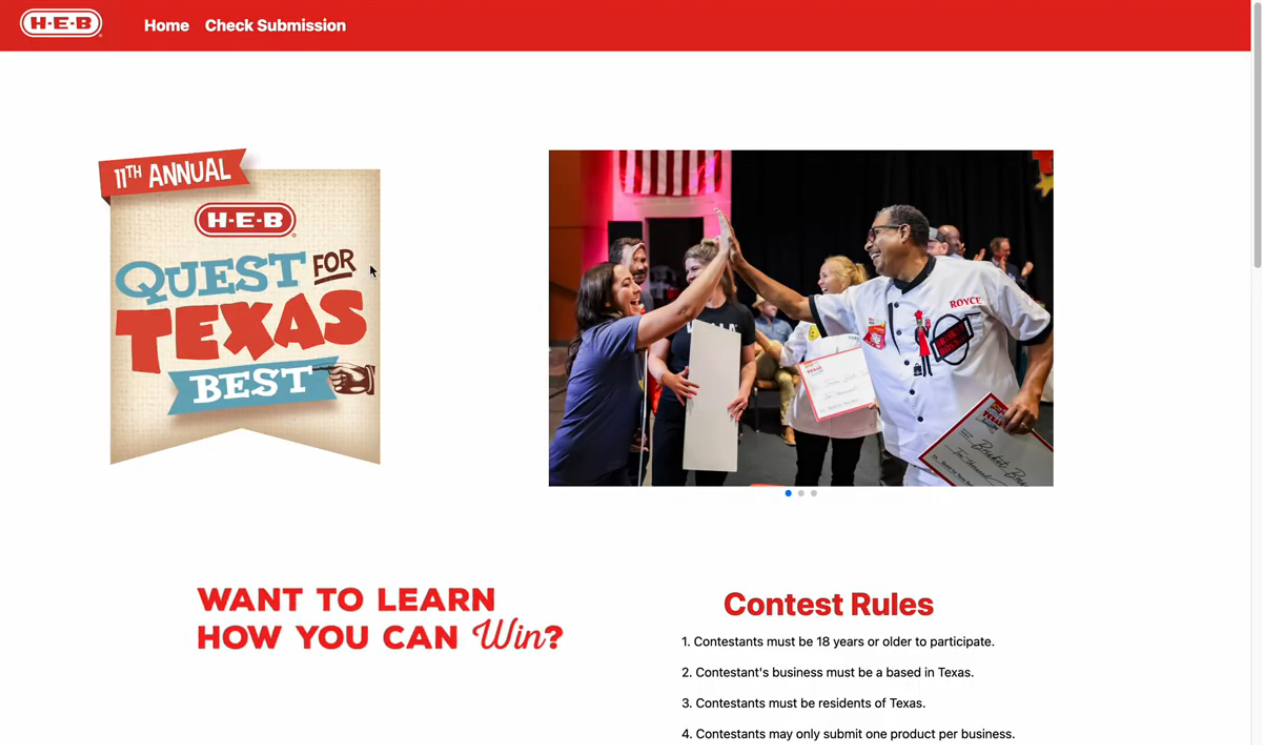 H-E-B
Home Check Submission
11TH ANNUAL
H-E-B
QUEST FOR
TEXAS
BEST
ROYCE
WANT TO LEARN
HOW YOU CAN Win?
Contest Rules
1. Contestants must be 18 years or older to participate.
2. Contestant's business must be a based in Texas.
3. Contestants must be residents of Texas.
4. Contestants may only submit one product per business.